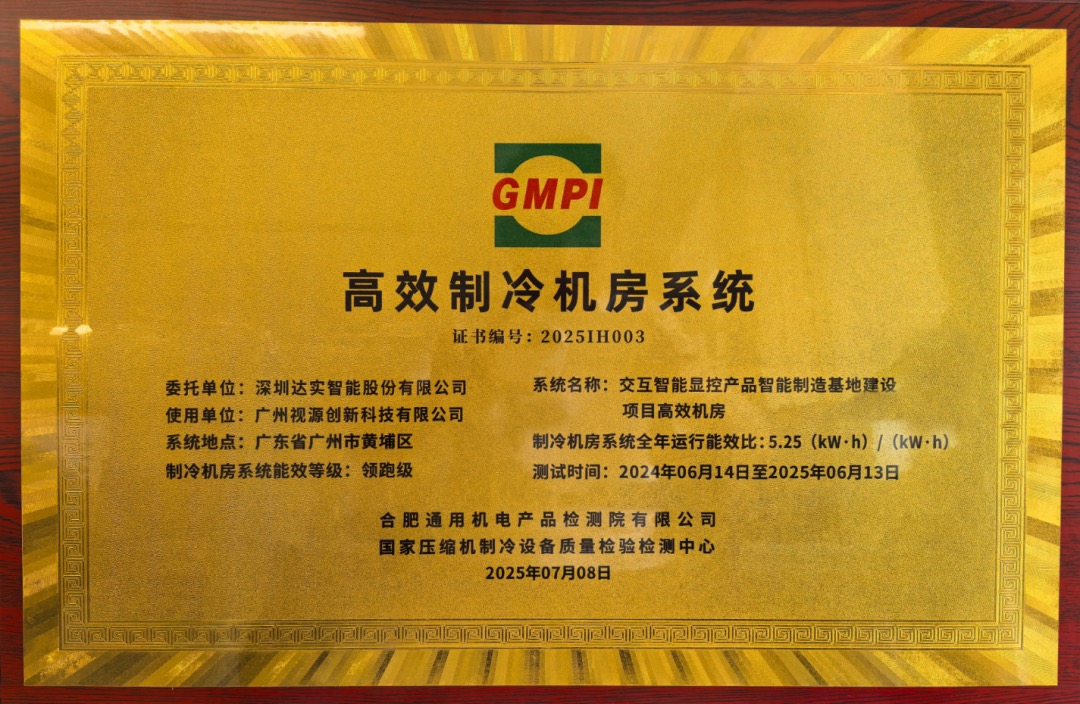 GMPI
高效制冷机房系统
证书编号：2025IH003
委托单位：深圳达实智能股份有限公司
使用单位：广州视源创新科技有限公司
系统地点：广东省广州市黄埔区
制冷机房系统能效等级：领跑级
系统名称：交互智能显控产品智能制造基地建设
项目高效机房
制冷机房系统全年运行能效比：5.25（kW·h）/（kW·h）
测试时间：2024年06月14日至2025年06月13日
合肥通用机电产品检测院有限公司
国家压缩机制冷设备质量检验检测中心
2025年07月08日